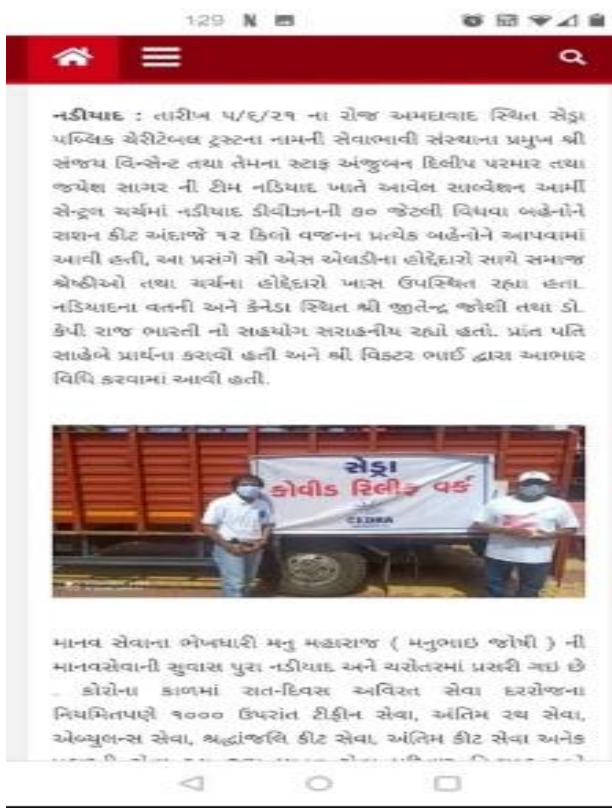 1:29
નડીયાદ : તારીખ ૫/૬/૨૧ ના રોજ અમદાવાદ સ્થિત સેડ્રા
પબ્લિક ચેરીટેબલ ટ્રસ્ટના નામની સેવાભાવી સંસ્થાના પ્રમુખ શ્રી
સંજય વિન્સેન્ટ તથા તેમના સ્ટાફ અંજુબન દિલીપ પરમાર તથા
જયેશ સાગર ની ટીમ નડિયાદ ખાતે આવેલ સાલ્વેશન આર્મી
સેન્ટ્રલ ચર્ચમાં નડીયાદ ડીવીઝનની ૭૦ જેટલી વિધવા બહેનોને
રાશન કીટ અંદાજે ૧૨ કિલો વજનન પ્રત્યેક બહેનોને આપવામાં
આવી હતી, આ પ્રસંગે સી એસ એલડીના હોદ્દેદારો સાથે સમાજ
શ્રેષ્ઠીઓ તથા ચર્ચના હોદ્દેદારો ખાસ ઉપસ્થિત રહ્યા હતા.
નડિયાદના વતની અને કેનેડા સ્થિત શ્રી જીતેન્દ્ર જોશી તથા ડો.
કેપી રાજ ભારતી નો સહયોગ સરાહનીય રહ્યો હતો. પ્રાંત પતિ
સાહેબે પ્રાર્થના કરાવી હતી અને શ્રી વિક્ટર ભાઈ દ્વારા આભાર
વિધિ કરવામાં આવી હતી.
સેડ્રા
કોવીડ રિલીફ વર્ક
CEDRA
માનવ સેવાના ભેખધારી મનુ મહારાજ ( મનુભાઇ જોષી ) ની
માનવસેવાની સુવાસ પુરા નડીયાદ અને ચરોતરમાં પ્રસરી ગઇ છે
. કોરોના કાળમાં રાત-દિવસ અવિરત સેવા દરરોજના
નિયમિતપણે ૧૦૦૦ ઉપરાંત ટીફીન સેવા, અંતિમ રથ સેવા,
એમ્બ્યુલન્સ સેવા, શ્રદ્ધાંજલિ કીટ સેવા, અંતિમ કીટ સેવા અનેક